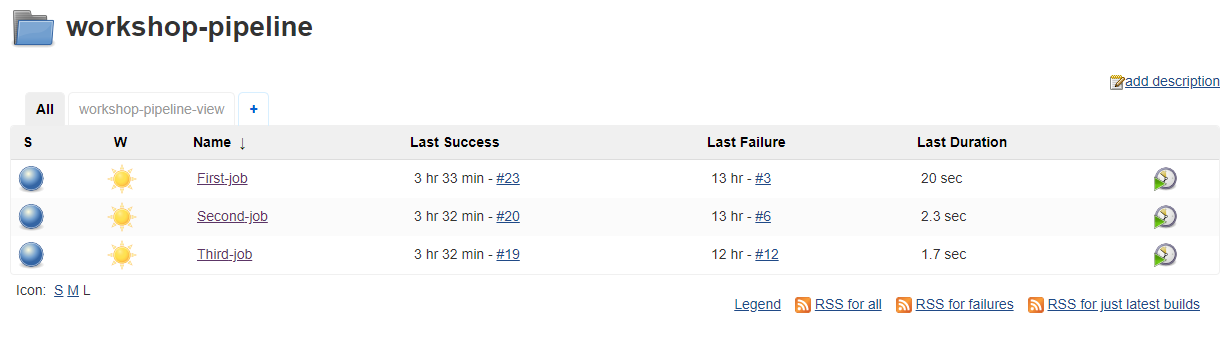 workshop-pipeline
add description
All workshop-pipeline-view +
S W Name ↓ Last Success Last Failure Last Duration
First-job 3 hr 33 min - #23 13 hr - #3 20 sec
Second-job 3 hr 32 min - #20 13 hr - #6 2.3 sec
Third-job 3 hr 32 min - #19 12 hr - #12 1.7 sec
Icon: S M L
Legend RSS for all RSS for failures RSS for just latest builds